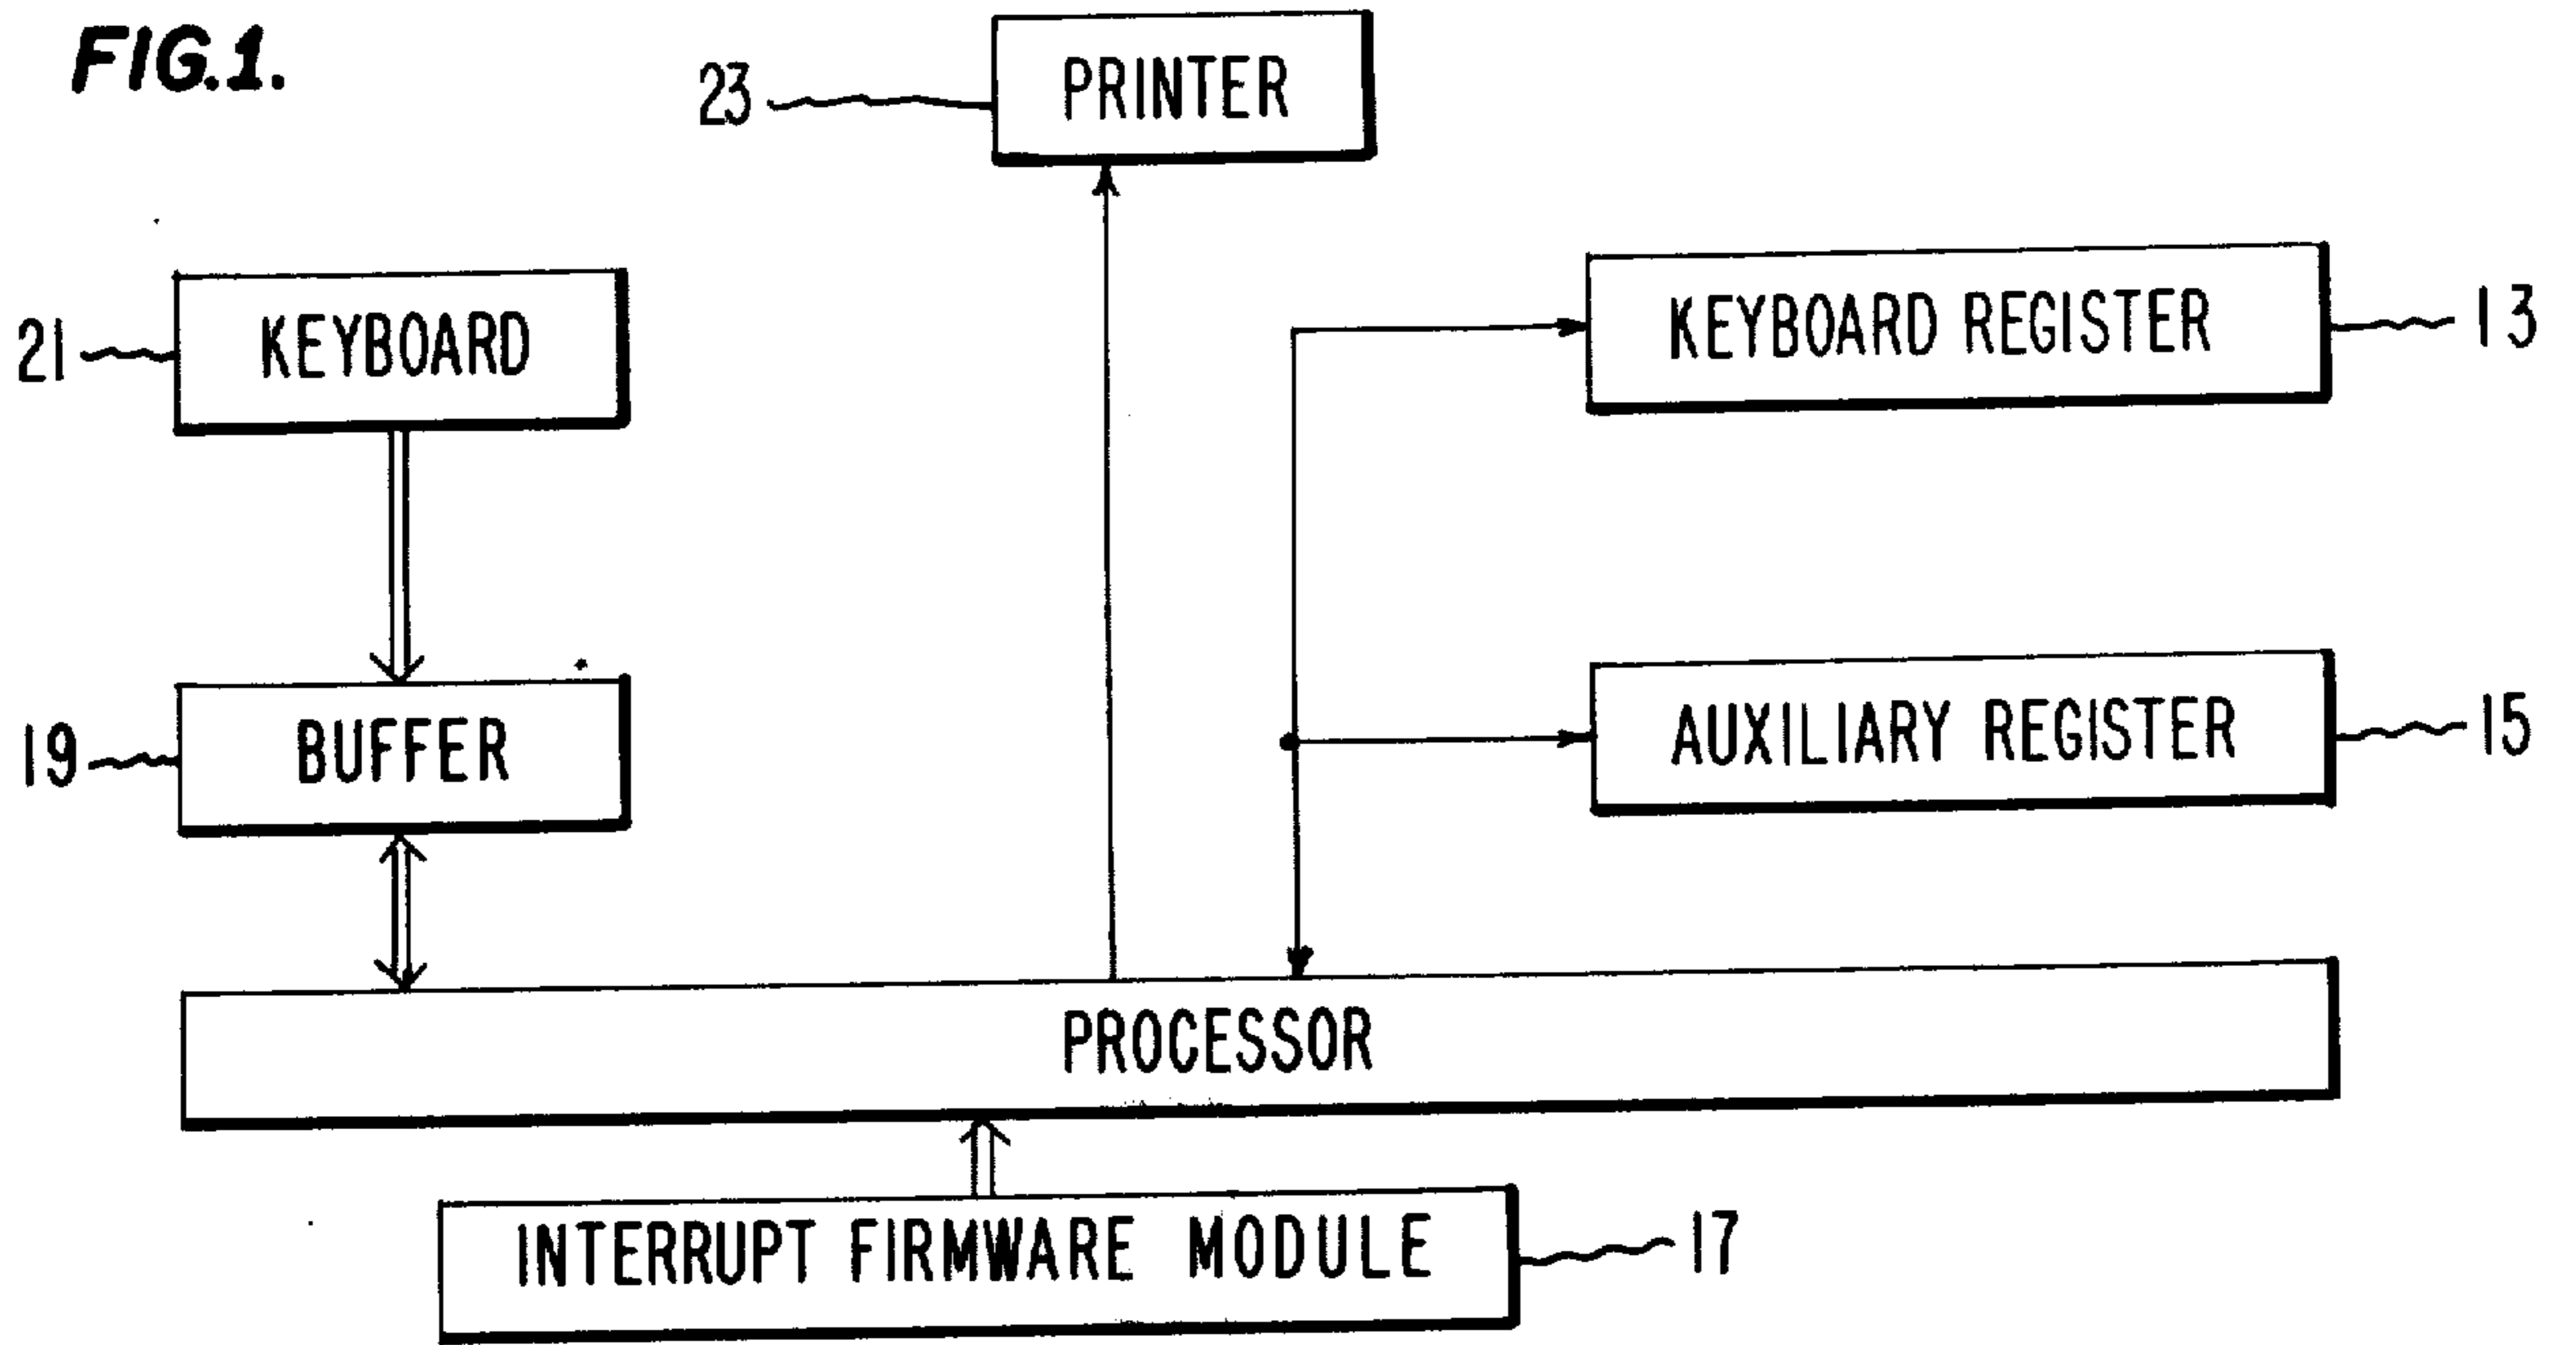 FIG.1.
PRINTER
23
KEYBOARD
21
KEYBOARD REGISTER
13
BUFFER
19
AUXILIARY REGISTER
15
PROCESSOR
INTERRUPT FIRMWARE MODULE
17